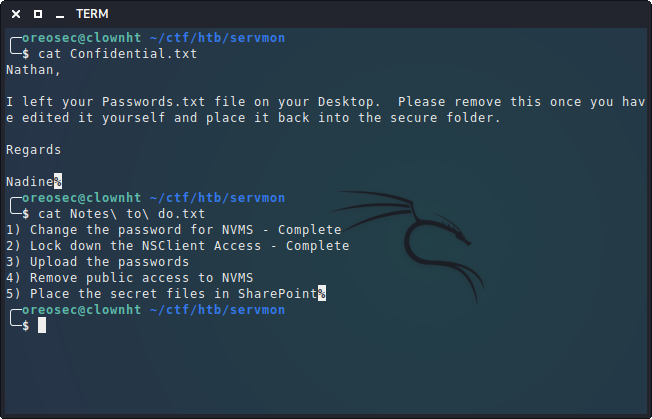 TERM
oreosec@clownht ~/ctf/htb/servmon
$ cat Confidential.txt
Nathan,
I left your Passwords.txt file on your Desktop.  Please remove this once you hav
e edited it yourself and place it back into the secure folder.
Regards
Nadine%
oreosec@clownht ~/ctf/htb/servmon
$ cat Notes\ to\ do.txt
1) Change the password for NVMS - Complete
2) Lock down the NSClient Access - Complete
3) Upload the passwords
4) Remove public access to NVMS
5) Place the secret files in SharePoint%
oreosec@clownht ~/ctf/htb/servmon
$